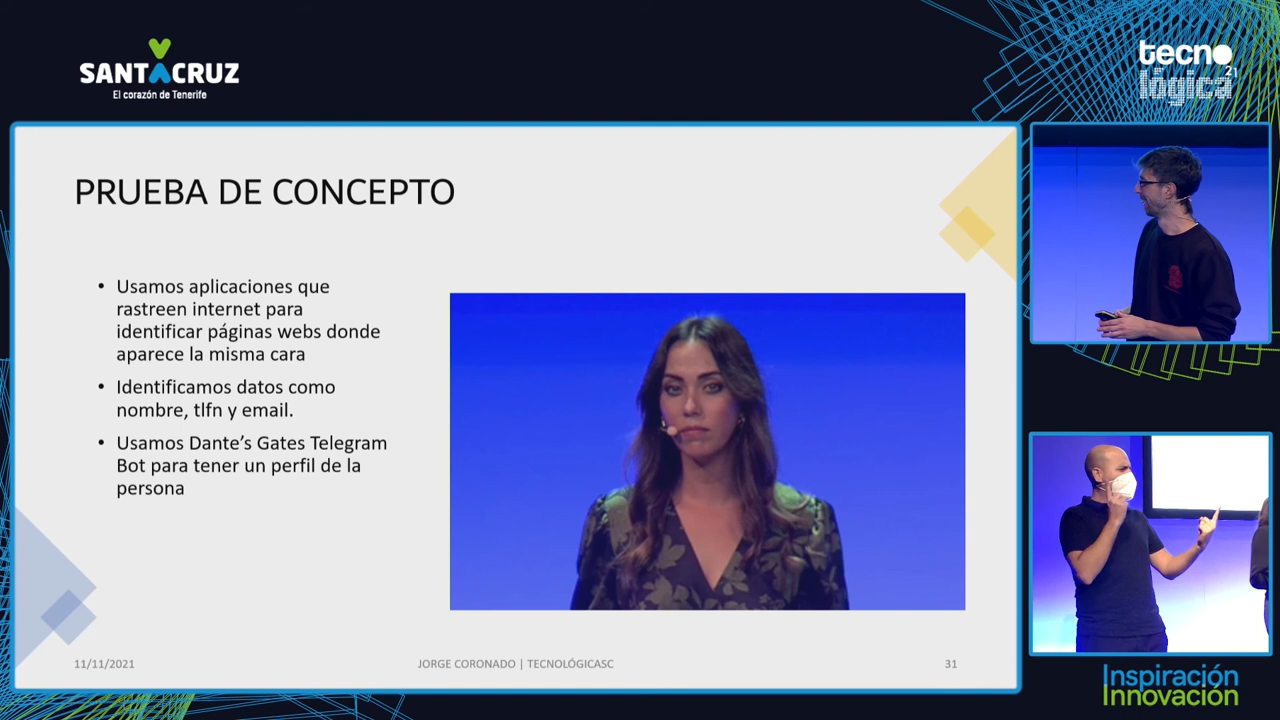 SANTACRUZ
El corazón de Tenerife
tecno
lógica
21
PRUEBA DE CONCEPTO
• Usamos aplicaciones que
rastreen internet para
identificar páginas webs donde
aparece la misma cara
• Identificamos datos como
nombre, tlfn y email.
• Usamos Dante’s Gates Telegram
Bot para tener un perfil de la
persona
11/11/2021
JORGE CORONADO | TECNOLÓGICASC
31
Inspiración
Innovación